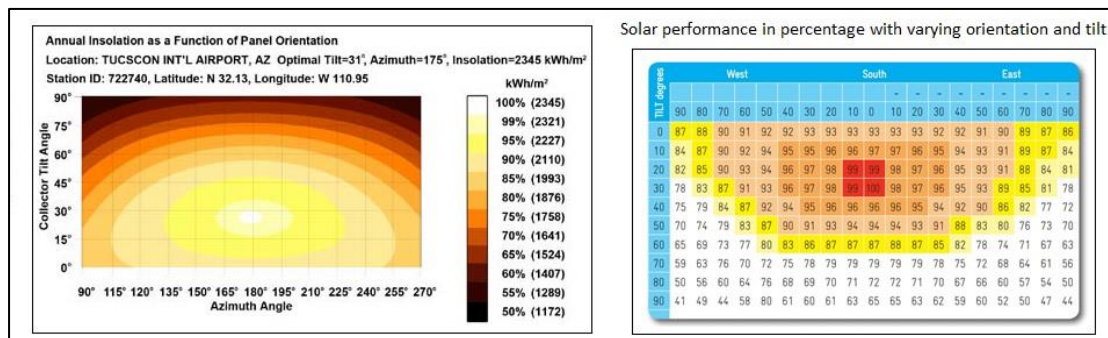 Annual Insolation as a Function of Panel Orientation
Location: TUCSCON INT'L AIRPORT, AZ Optimal Tilt=31°, Azimuth=175°, Insolation=2345 kWh/m²
Station ID: 722740, Latitude: N 32.13, Longitude: W 110.95
kWh/m²
90°
75°
60°
45°
30°
15°
0°
Collector Tilt Angle
90° 115° 120° 135° 150° 165° 180° 195° 210° 225° 240° 255° 270°
Azimuth Angle
100% (2345)
99% (2321)
95% (2227)
90% (2110)
85% (1993)
80% (1876)
75% (1758)
70% (1641)
65% (1524)
60% (1407)
55% (1289)
50% (1172)
Solar performance in percentage with varying orientation and tilt
TILT degrees
West South East
- - - - - - - - -
90 80 70 60 50 40 30 20 10 0 10 20 30 40 50 60 70 80 90
0 87 88 90 91 92 92 93 93 93 93 93 93 92 92 91 90 89 87 86
10 84 87 90 92 94 95 95 96 96 97 97 96 95 94 93 91 89 87 84
20 82 85 90 93 94 96 97 98 99 99 98 97 96 95 93 91 88 84 81
30 78 83 87 91 93 96 97 98 99 100 98 97 96 95 93 89 85 81 78
40 75 79 84 87 92 94 95 96 96 96 96 95 94 92 90 86 82 77 72
50 70 74 79 83 87 90 91 93 94 94 94 93 91 88 83 80 76 73 70
60 65 69 73 77 80 83 86 87 87 87 88 87 85 82 78 74 71 67 63
70 59 63 76 70 72 75 78 79 79 79 79 79 78 75 72 68 64 61 56
80 50 56 60 64 76 68 69 70 71 72 72 71 70 67 66 60 57 54 50
90 41 49 44 58 80 61 60 61 63 65 65 63 62 59 60 52 50 47 44